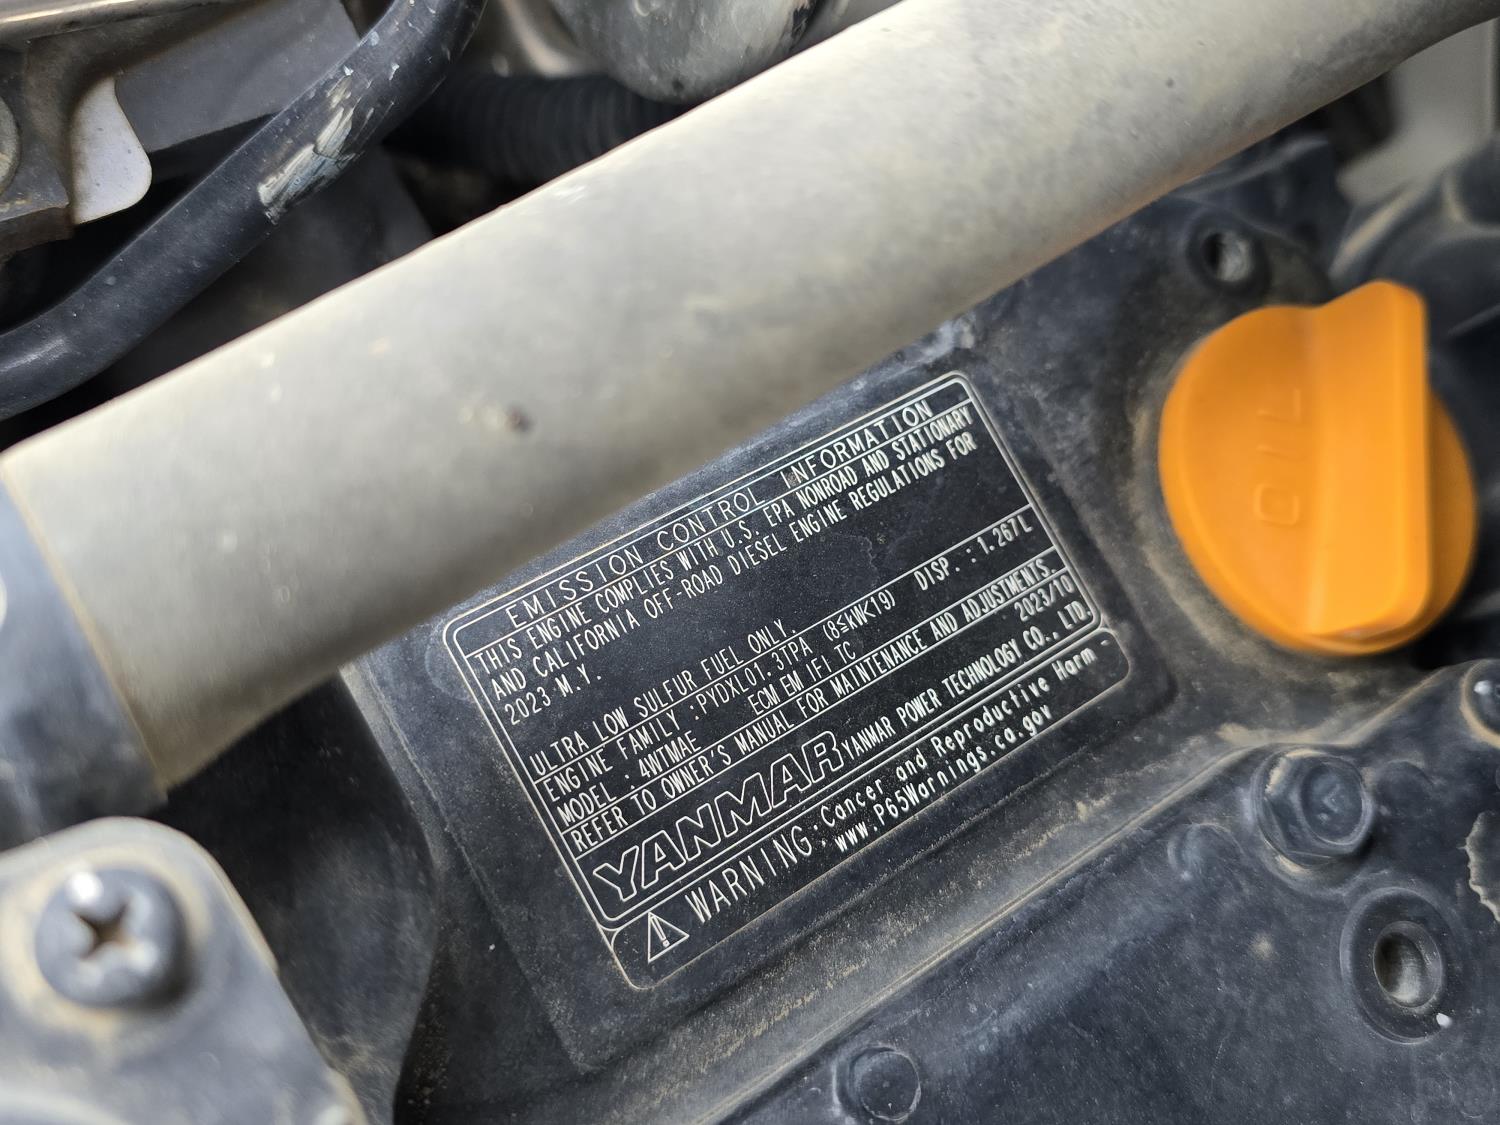 EMISSION CONTROL INFORMATION
THIS ENGINE COMPLIES WITH U.S. EPA NONROAD AND STATIONARY
AND CALIFORNIA OFF-ROAD DIESEL ENGINE REGULATIONS FOR
2023 M.Y.
ULTRA LOW SULFUR FUEL ONLY.
ENGINE FAMILY :PYDXL01.3TPA (8≦kW<19) DISP. : 1.267L
MODEL : 4WTMAE ECM EM IFI TC
REFER TO OWNER'S MANUAL FOR MAINTENANCE AND ADJUSTMENTS.
2023/10
YANMAR YANMAR POWER TECHNOLOGY CO., LTD.
⚠ WARNING:Cancer and Reproductive Harm -
www.P65Warnings.ca.gov
OIL